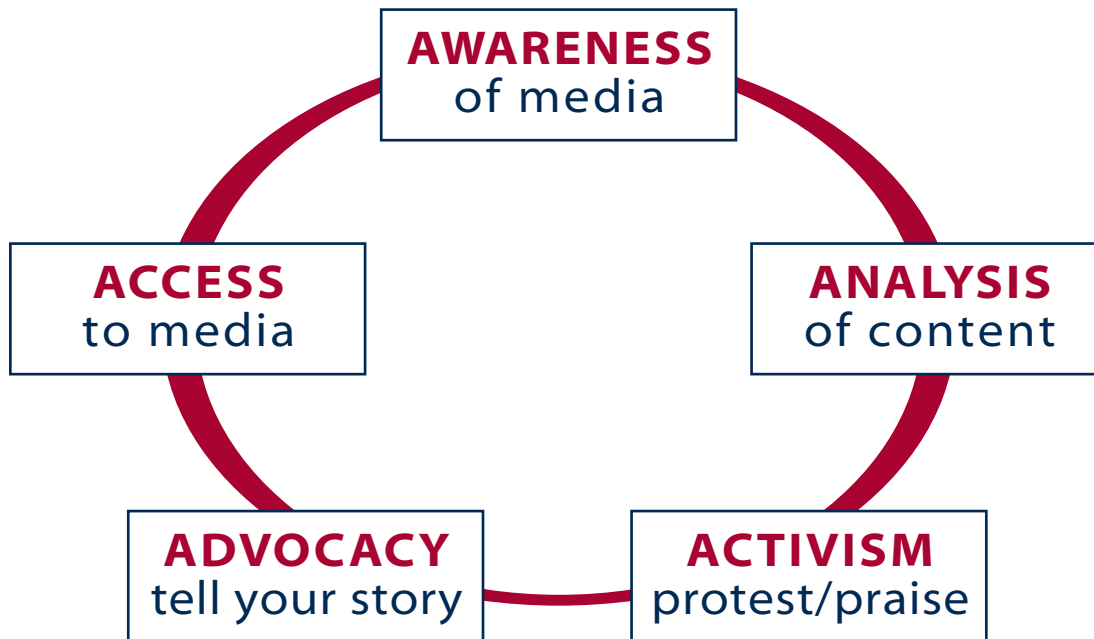 AWARENESS
of media
ACCESS
to media
ANALYSIS
of content
ADVOCACY
tell your story
ACTIVISM
protest/praise